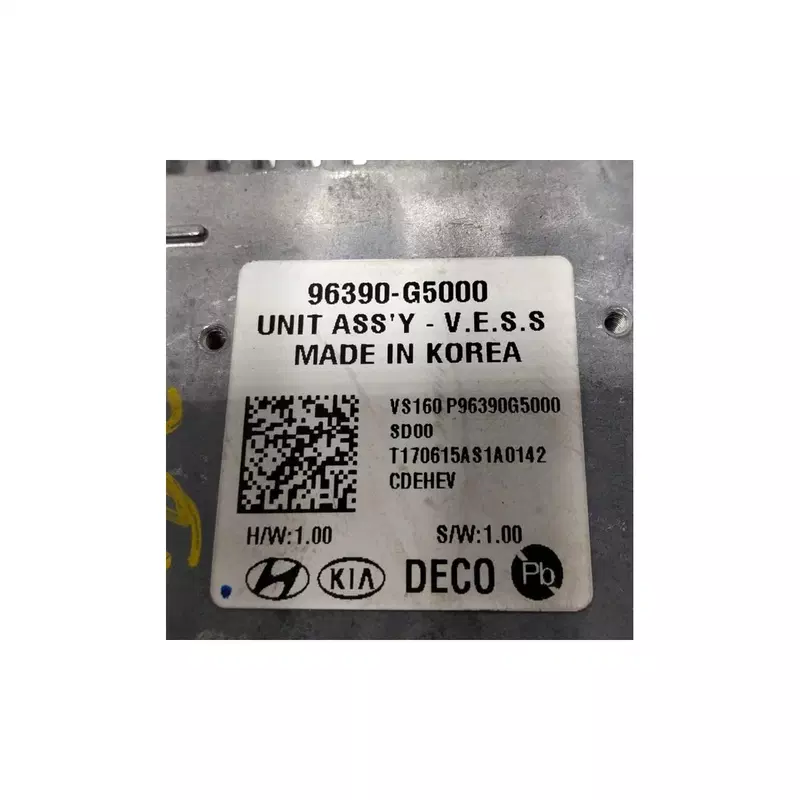 96390-G5000
UNIT ASS'Y - V.E.S.S
MADE IN KOREA
VS160 P96390G5000
SD00
T170615AS1A0142
CDEHEV
H/W:1.00 S/W:1.00
KIA DECO Pb